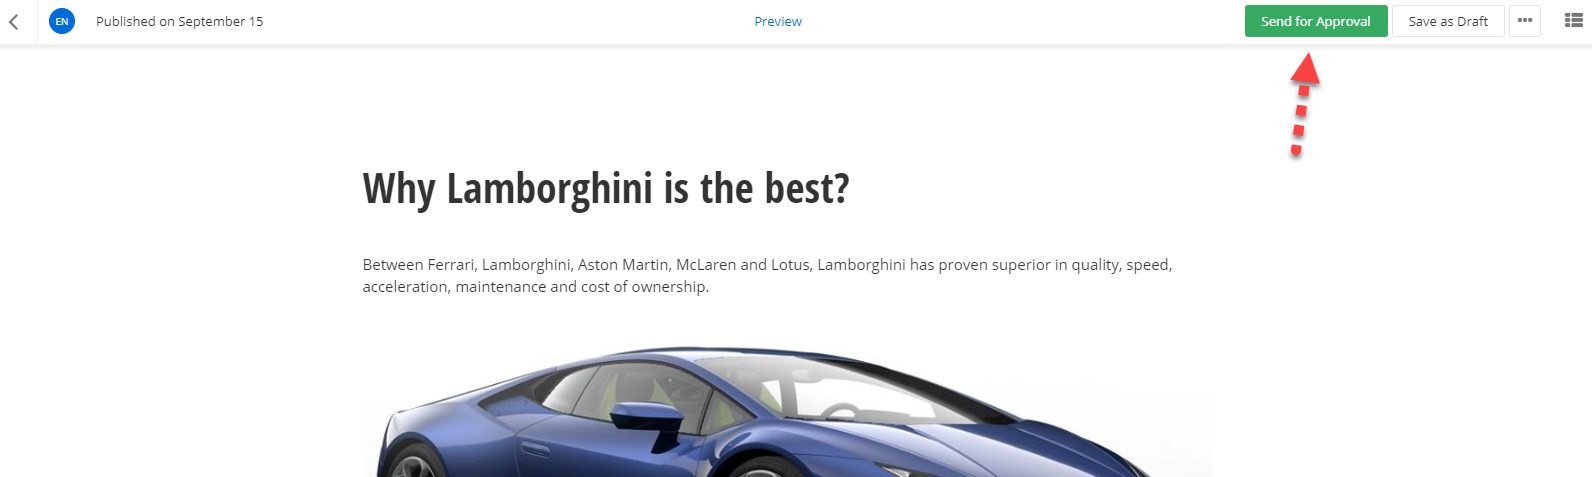 EN Published on September 15 Preview Send for Approval Save as Draft
Why Lamborghini is the best?
Between Ferrari, Lamborghini, Aston Martin, McLaren and Lotus, Lamborghini has proven superior in quality, speed,
acceleration, maintenance and cost of ownership.